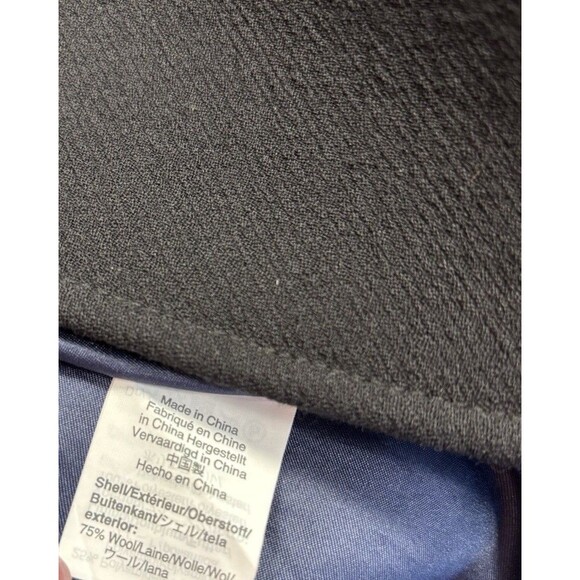 Made in China
Fabriqué en Chine
in China Hergestellt
Vervaardigd in China
中国製
Hecho en China
Shell/Extérieur/Oberstoff/
Buitenkant/シェル/tela
exterior:
75% Wool/Laine/Wolle/Wol/
ウール/lana